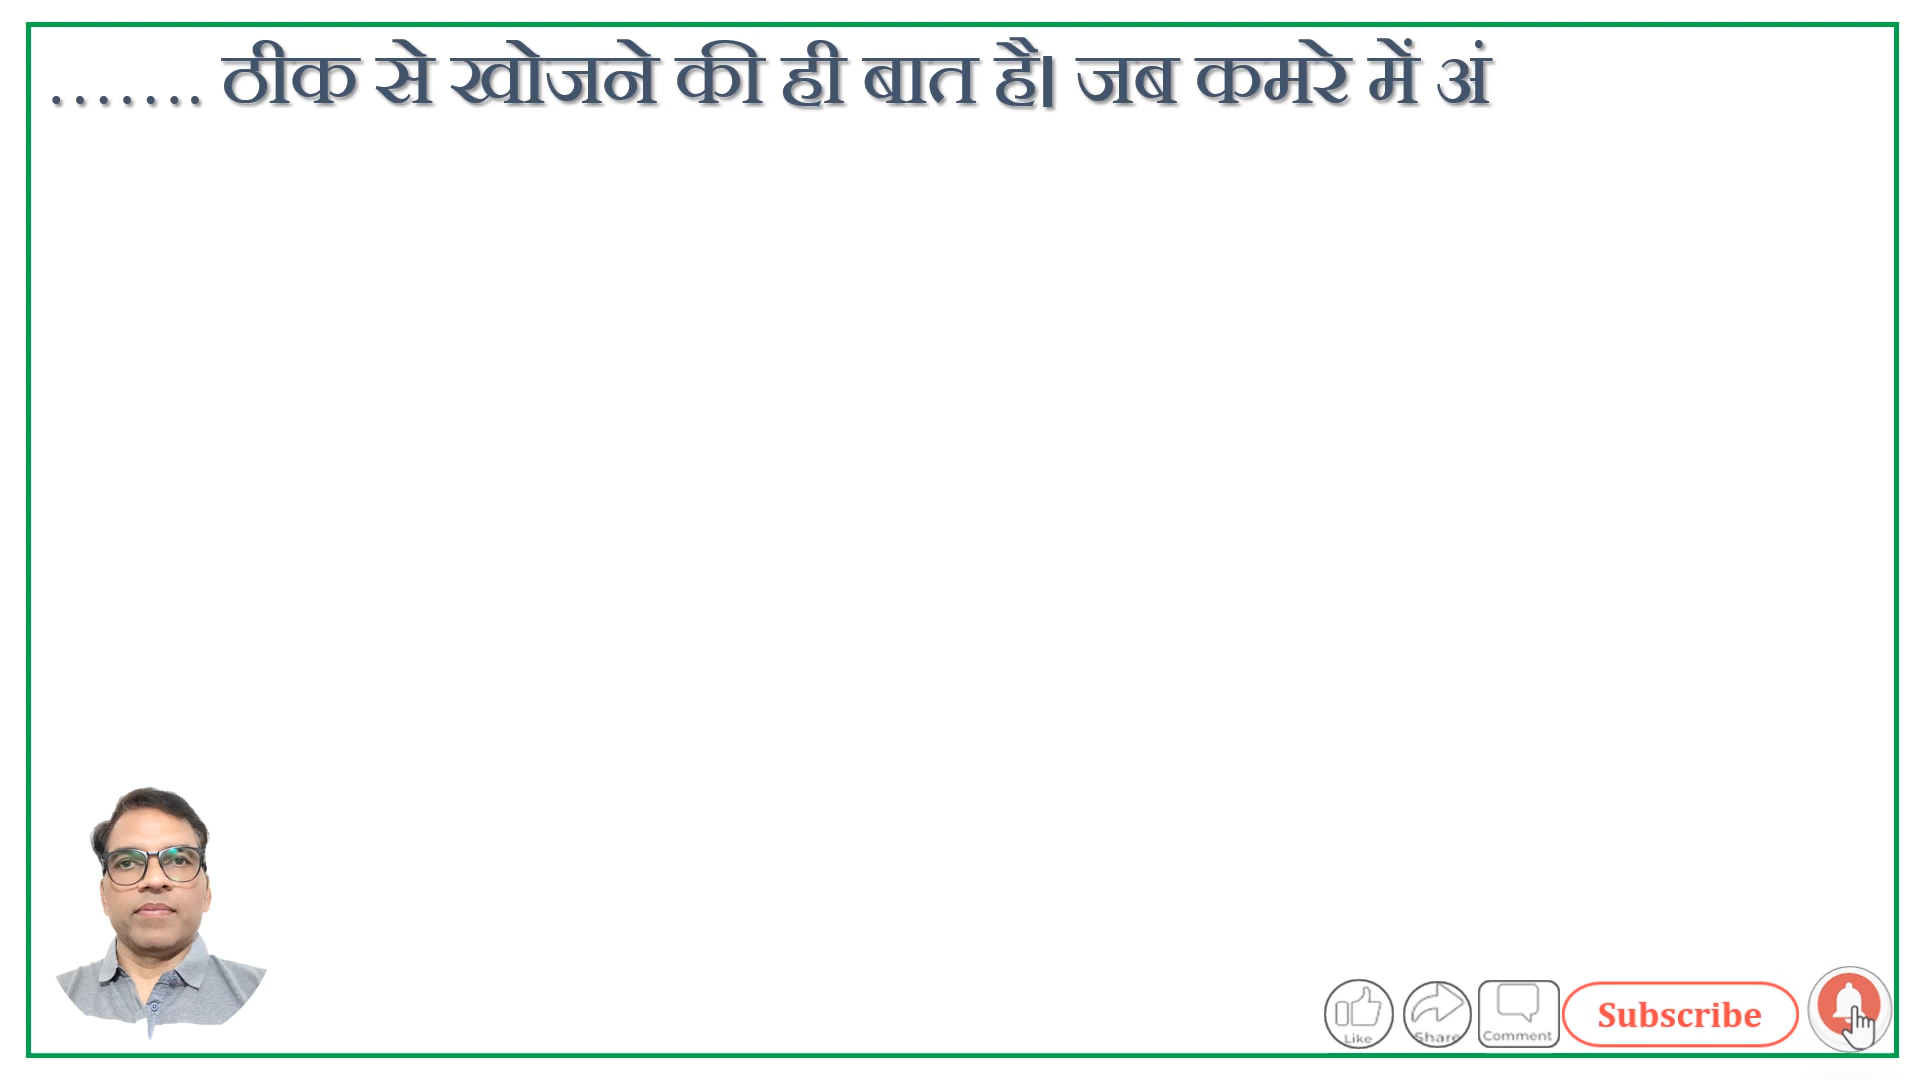 ……. ठीक से खोजने की ही बात है। जब कमरे में अं
Like
Share
Comment
Subscribe